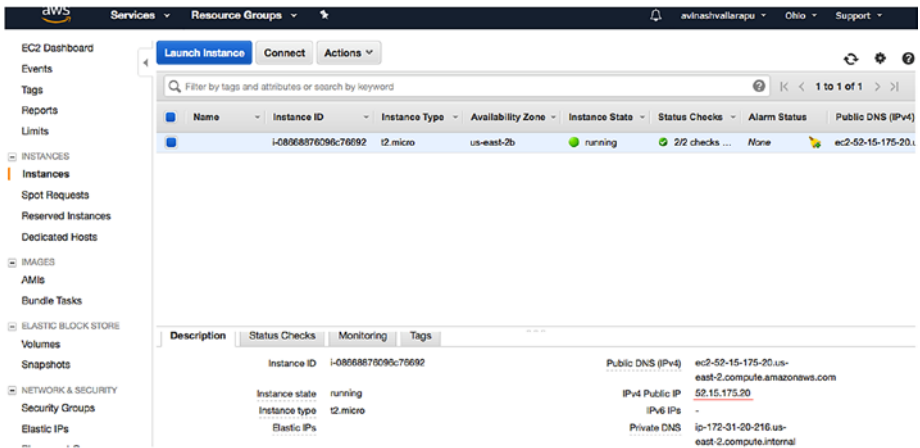 aws Services Resource Groups avinashvallarapu Ohio Support
EC2 Dashboard
Events
Tags
Reports
Limits
INSTANCES
Instances
Spot Requests
Reserved Instances
Dedicated Hosts
IMAGES
AMIs
Bundle Tasks
ELASTIC BLOCK STORE
Volumes
Snapshots
NETWORK & SECURITY
Security Groups
Elastic IPs
Launch Instance Connect Actions
Filter by tags and attributes or search by keyword 1 to 1 of 1
Name Instance ID Instance Type Availability Zone Instance State Status Checks Alarm Status Public DNS (IPv4)
i-08668876096c76692 t2.micro us-east-2b running 2/2 checks ... None ec2-52-15-175-20.u
Description Status Checks Monitoring Tags
Instance ID i-08668876096c76692
Instance state running
Instance type t2.micro
Elastic IPs
Public DNS (IPv4) ec2-52-15-175-20.us-
east-2.compute.amazonaws.com
IPv4 Public IP 52.15.175.20
IPv6 IPs -
Private DNS ip-172-31-20-216.us-
east-2.compute.internal